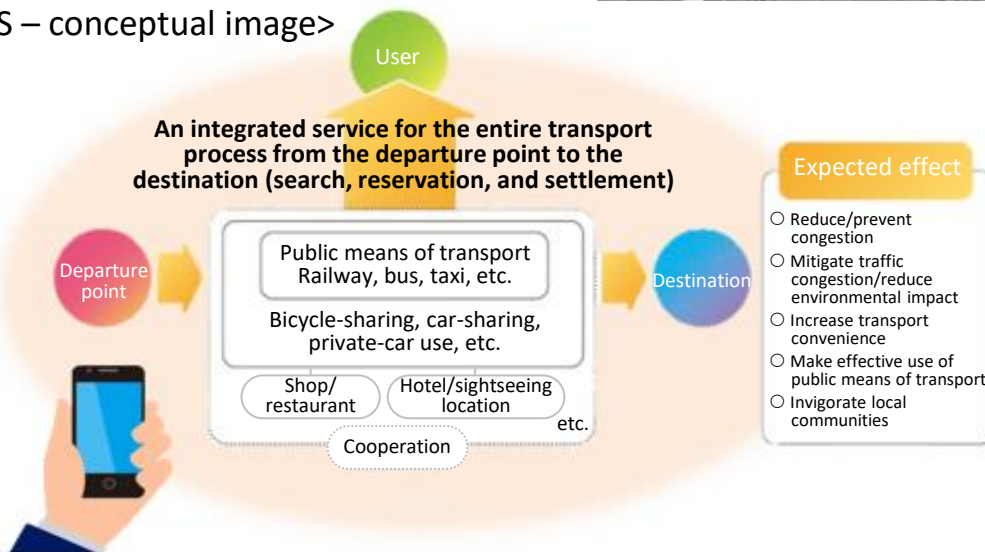 S – conceptual image>
User
An integrated service for the entire transport
process from the departure point to the
destination (search, reservation, and settlement)
Departure
point
Public means of transport
Railway, bus, taxi, etc.
Bicycle-sharing, car-sharing,
private-car use, etc.
Shop/
restaurant
Hotel/sightseeing
location
etc.
Cooperation
Destination
Expected effect
○ Reduce/prevent
congestion
○ Mitigate traffic
congestion/reduce
environmental impact
○ Increase transport
convenience
○ Make effective use of
public means of transport
○ Invigorate local
communities